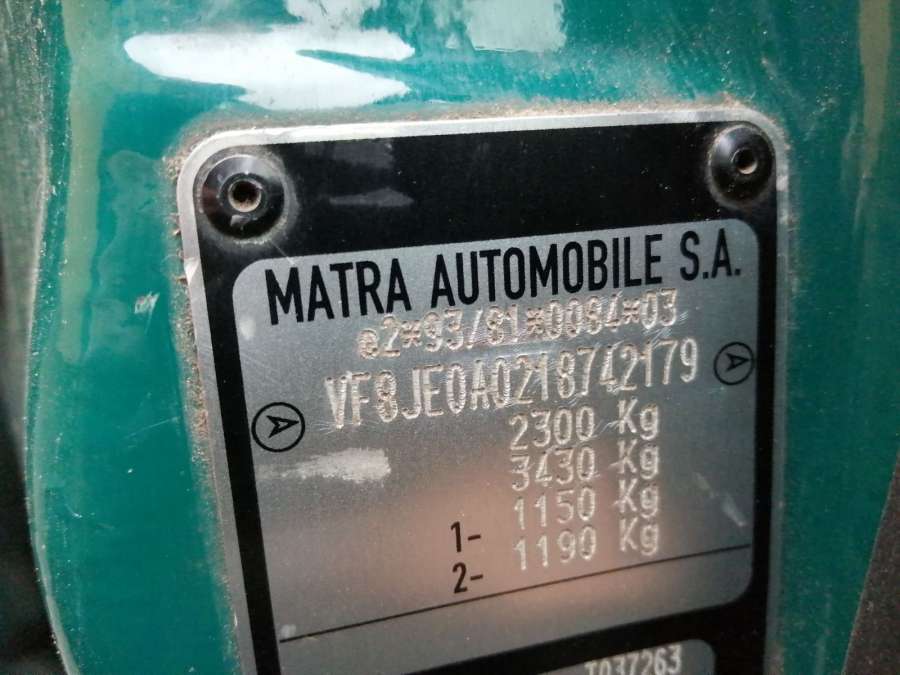 MATRA AUTOMOBILE S.A.
e2*93/81*0084*03
VF8JE0A0218742179
2300 Kg
3430 Kg
1- 1150 Kg
2- 1190 Kg
T037263